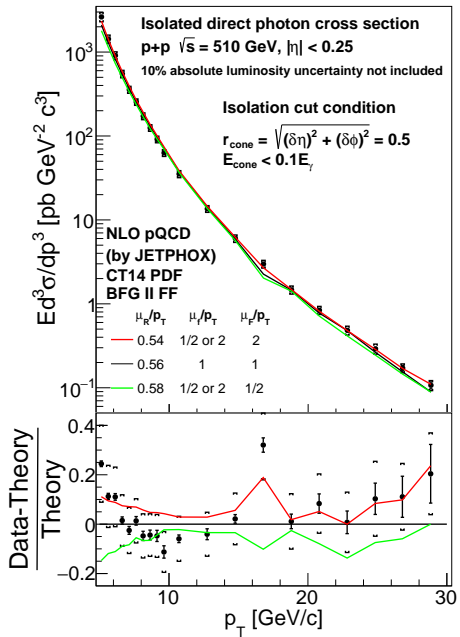 Isolated direct photon cross section
p+p √s = 510 GeV, |η| < 0.25
10% absolute luminosity uncertainty not included
Isolation cut condition
r_cone = √(δη)² + (δϕ)² = 0.5
E_cone < 0.1E_γ
Ed³σ/dp³ [pb GeV⁻² c³]
10³
10²
10
1
10⁻¹
NLO pQCD
(by JETPHOX)
CT14 PDF
BFG II FF
μ_R/p_T μ_f/p_T μ_F/p_T
0.54 1/2 or 2 2
0.56 1 1
0.58 1/2 or 2 1/2
Data-Theory
Theory
0.4
0.2
0
−0.2
10 20 30
p_T [GeV/c]